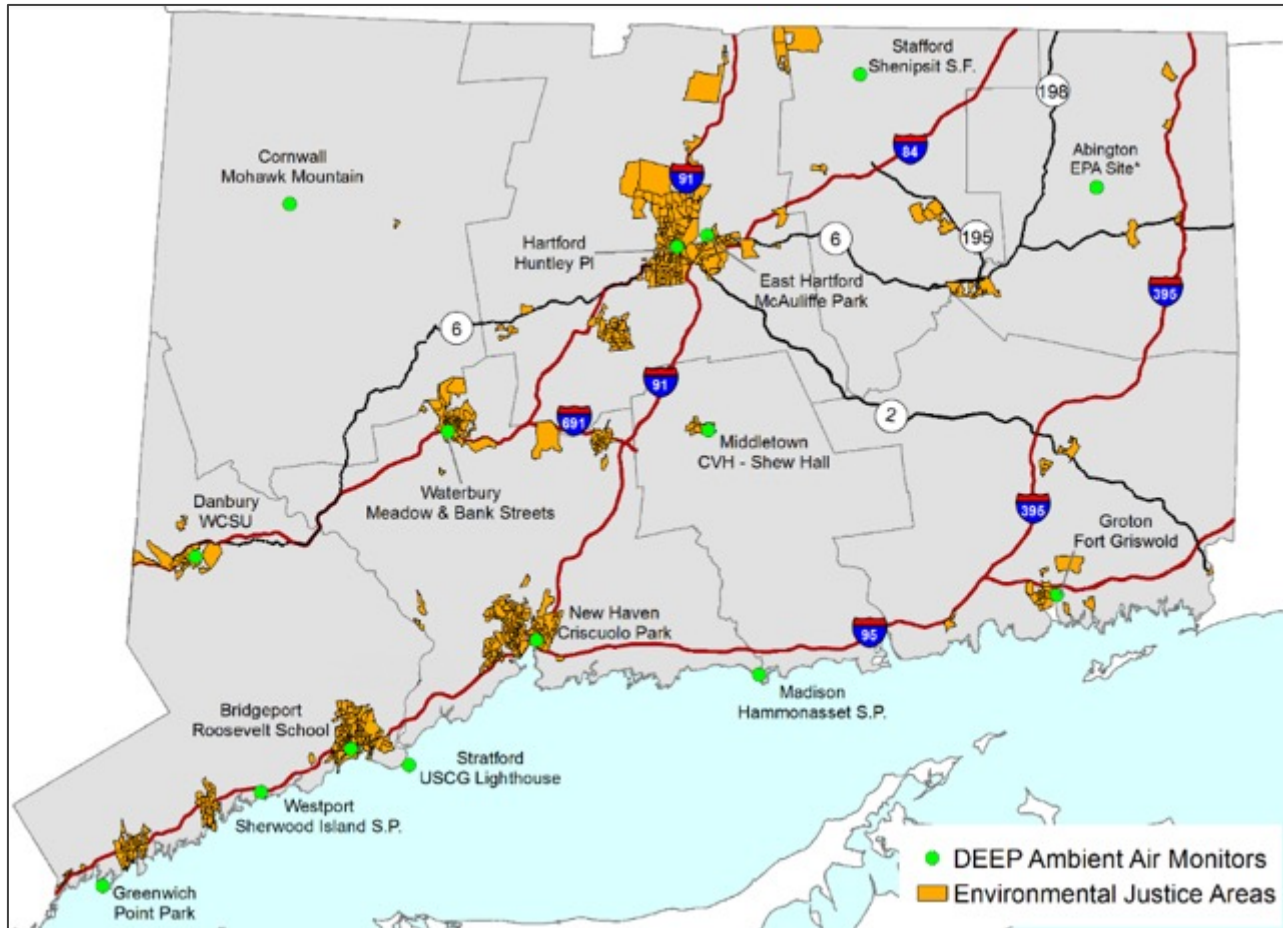 Stafford
Shenipsit S.F.
198
84
Abington
EPA Site*
Cornwall
Mohawk Mountain
91
Hartford
Huntley Pl
6
195
East Hartford
McAuliffe Park
395
6
91
2
691
Middletown
CVH - Shew Hall
Waterbury
Meadow & Bank Streets
Danbury
WCSU
395
Groton
Fort Griswold
New Haven
Criscuolo Park
95
Madison
Hammonasset S.P.
Bridgeport
Roosevelt School
Stratford
USCG Lighthouse
Westport
Sherwood Island S.P.
Greenwich
Point Park
DEEP Ambient Air Monitors
Environmental Justice Areas